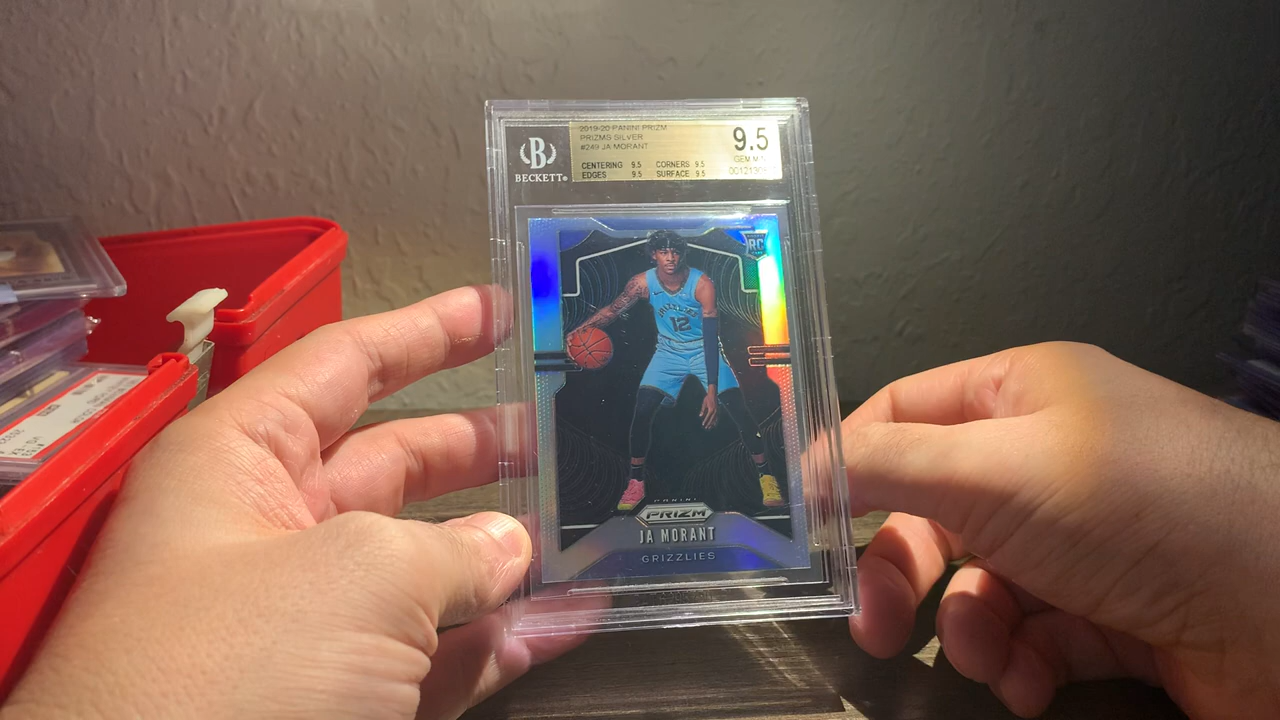 2019-20 PANINI PRIZM
PRIZMS SILVER
#249 JA MORANT
9.5
GEM MINT
CENTERING 9.5 CORNERS 9.5
EDGES 9.5 SURFACE 9.5
B
BECKETT
RC
GRIZZLIES
12
PANINI
PRIZM
JA MORANT
GRIZZLIES